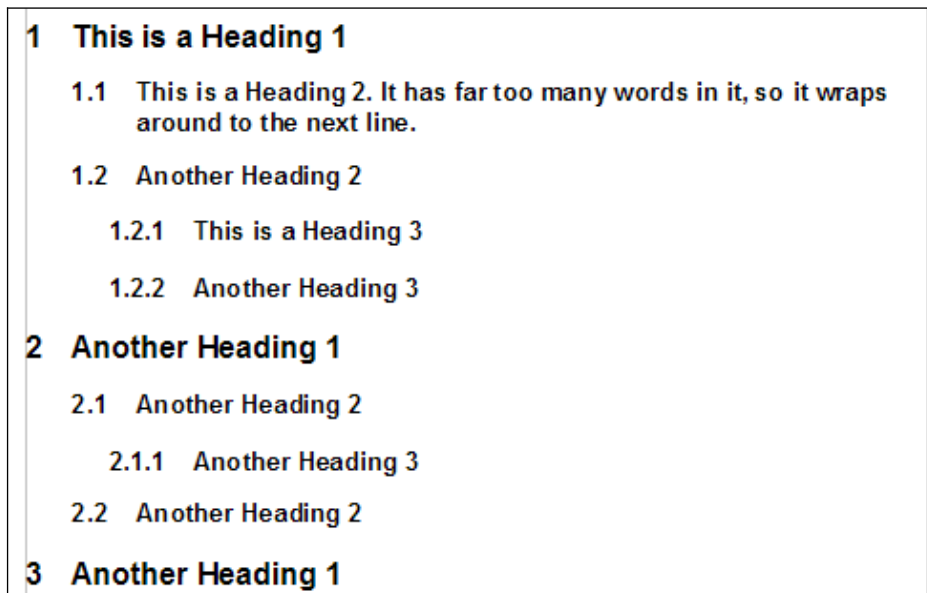 1 This is a Heading 1
1.1 This is a Heading 2. It has far too many words in it, so it wraps
around to the next line.
1.2 Another Heading 2
1.2.1 This is a Heading 3
1.2.2 Another Heading 3
2 Another Heading 1
2.1 Another Heading 2
2.1.1 Another Heading 3
2.2 Another Heading 2
3 Another Heading 1